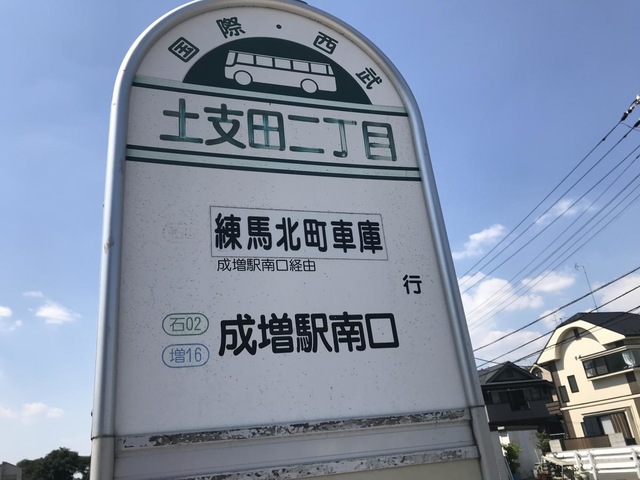 国際・西武
土支田二丁目
練馬北町車庫
成増駅南口経由
行
石02
増16
成増駅南口